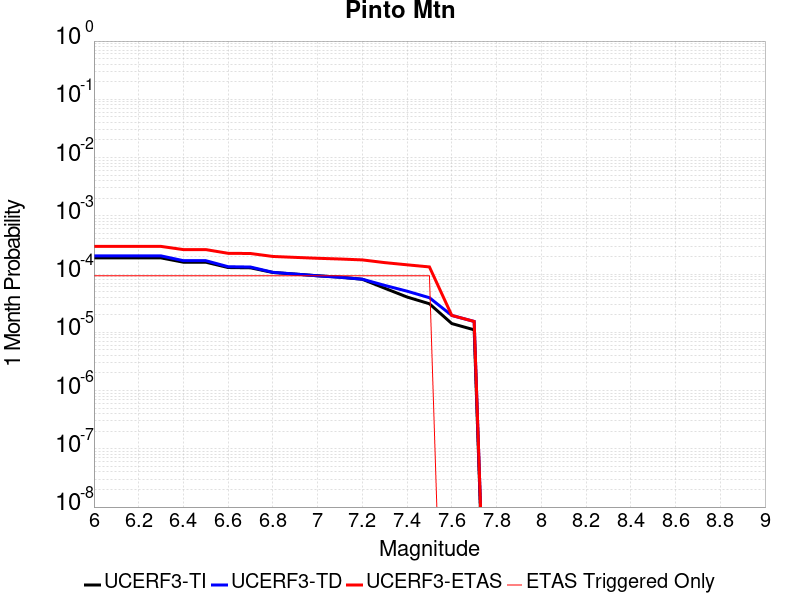 Pinto Mtn
10^0
10^-1
10^-2
10^-3
10^-4
10^-5
10^-6
10^-7
10^-8
1 Month Probability
6 6.2 6.4 6.6 6.8 7 7.2 7.4 7.6 7.8 8 8.2 8.4 8.6 8.8 9
Magnitude
UCERF3-TI UCERF3-TD UCERF3-ETAS ETAS Triggered Only